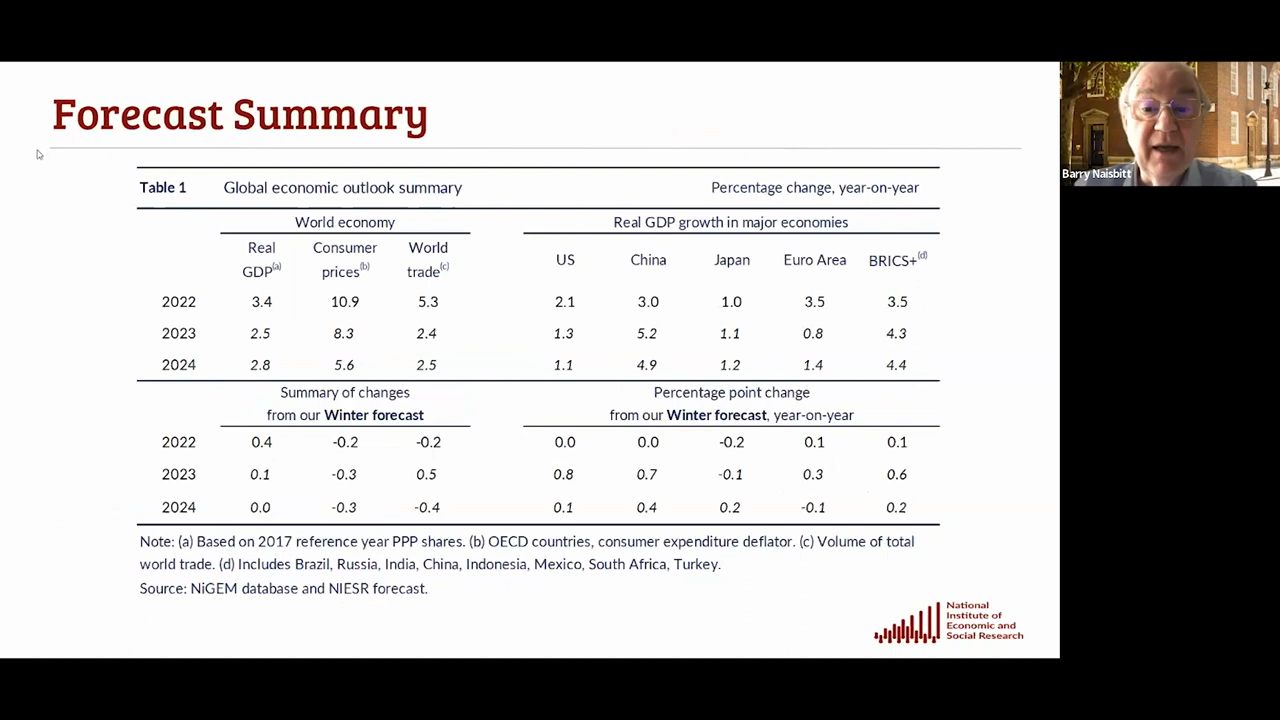 Forecast Summary
Barry Naisbitt
Table 1 Global economic outlook summary Percentage change, year-on-year
World economy Real GDP growth in major economies
Real Consumer World
GDP(a) prices(b) trade(c) US China Japan Euro Area BRICS+(d)
2022 3.4 10.9 5.3 2.1 3.0 1.0 3.5 3.5
2023 2.5 8.3 2.4 1.3 5.2 1.1 0.8 4.3
2024 2.8 5.6 2.5 1.1 4.9 1.2 1.4 4.4
Summary of changes Percentage point change
from our Winter forecast from our Winter forecast, year-on-year
2022 0.4 -0.2 -0.2 0.0 0.0 -0.2 0.1 0.1
2023 0.1 -0.3 0.5 0.8 0.7 -0.1 0.3 0.6
2024 0.0 -0.3 -0.4 0.1 0.4 0.2 -0.1 0.2
Note: (a) Based on 2017 reference year PPP shares. (b) OECD countries, consumer expenditure deflator. (c) Volume of total
world trade. (d) Includes Brazil, Russia, India, China, Indonesia, Mexico, South Africa, Turkey.
Source: NiGEM database and NIESR forecast.
National
Institute of
Economic and
Social Research